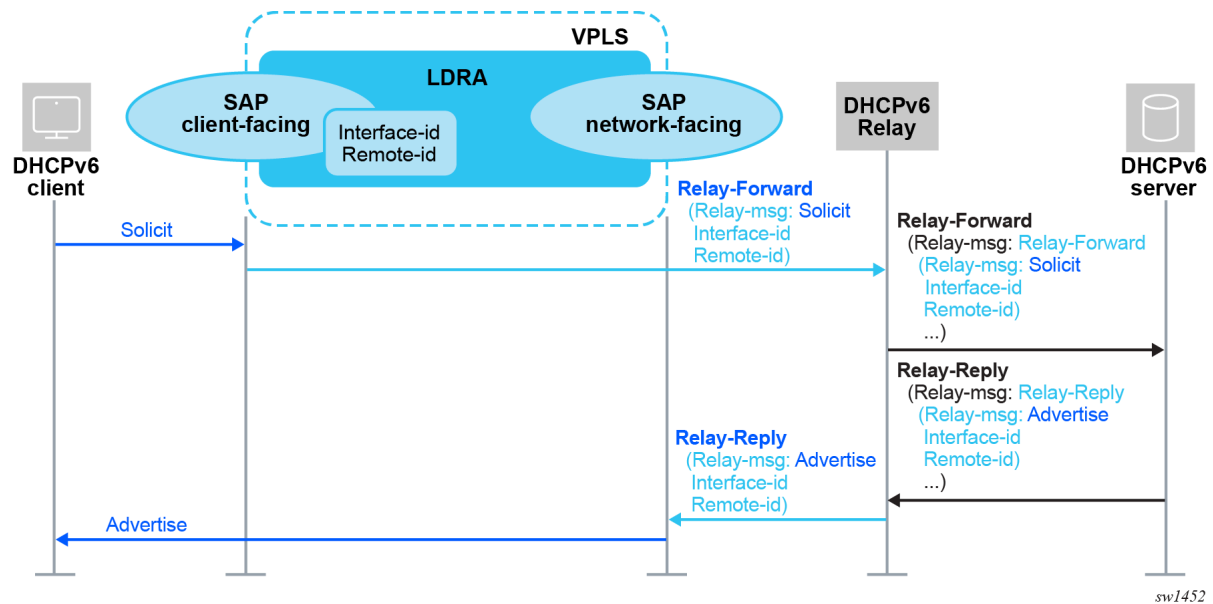 VPLS
LDRA
SAP
client-facing
Interface-id
Remote-id
SAP
network-facing
DHCPv6
client
DHCPv6
Relay
DHCPv6
server
Solicit
Relay-Forward
(Relay-msg: Solicit
Interface-id
Remote-id)
Relay-Forward
(Relay-msg: Relay-Forward
(Relay-msg: Solicit
Interface-id
Remote-id)
...)
Relay-Reply
(Relay-msg: Relay-Reply
(Relay-msg: Advertise
Interface-id
Remote-id)
...)
Relay-Reply
(Relay-msg: Advertise
Interface-id
Remote-id)
Advertise
sw1452